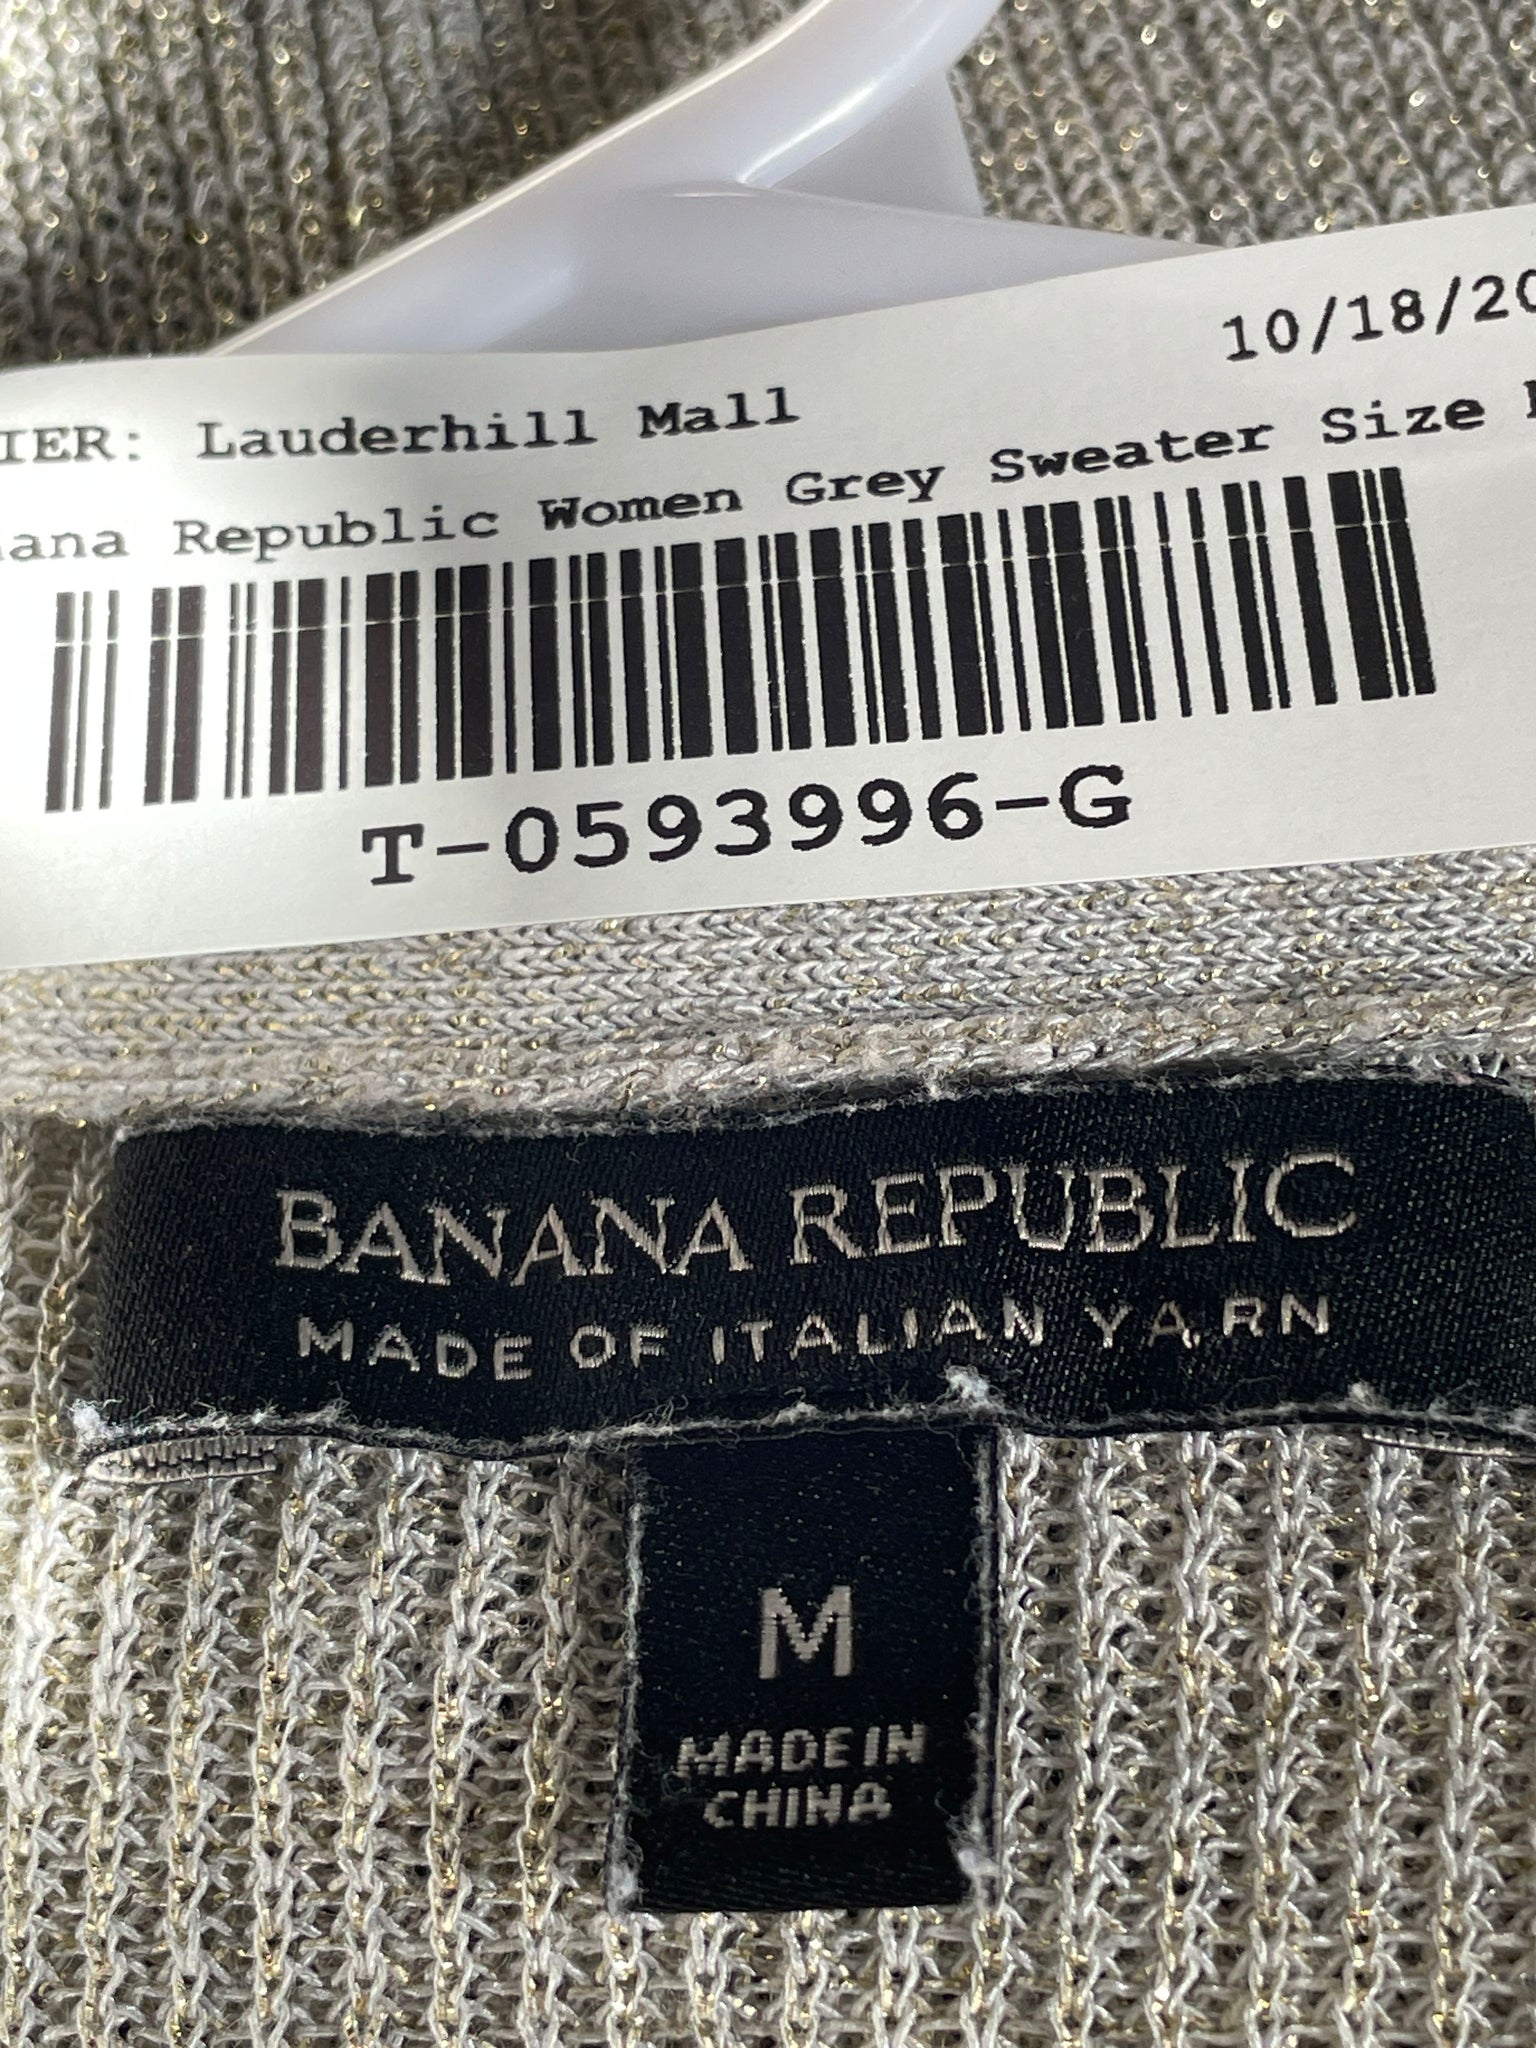 10/18/20
IER: Lauderhill Mall
ana Republic Women Grey Sweater Size
T-0593996-G
BANANA REPUBLIC
MADE OF ITALIAN YARN
M
MADE IN
CHINA